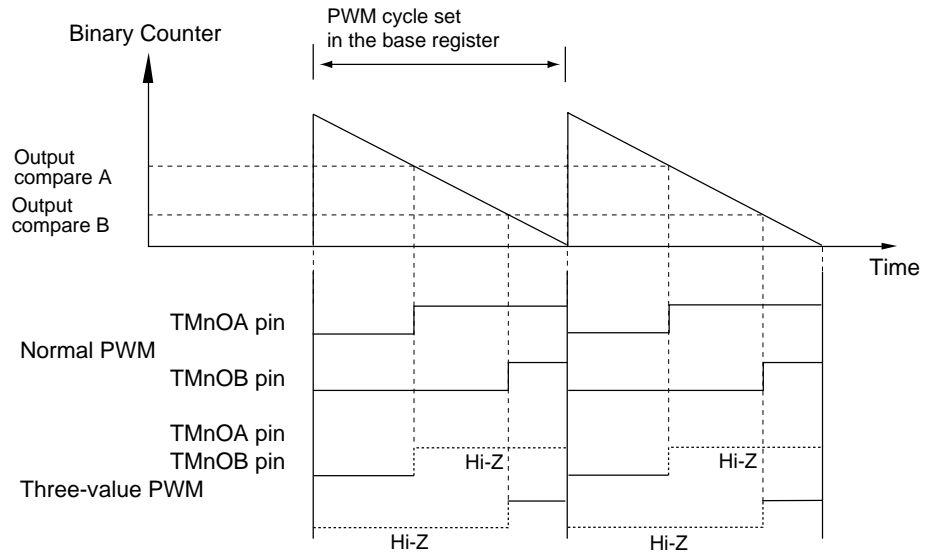 PWM cycle set
in the base register
Binary Counter
Output
compare A
Output
compare B
Time
TMnOA pin
Normal PWM
TMnOB pin
TMnOA pin
TMnOB pin
Hi-Z
Hi-Z
Three-value PWM
Hi-Z
Hi-Z